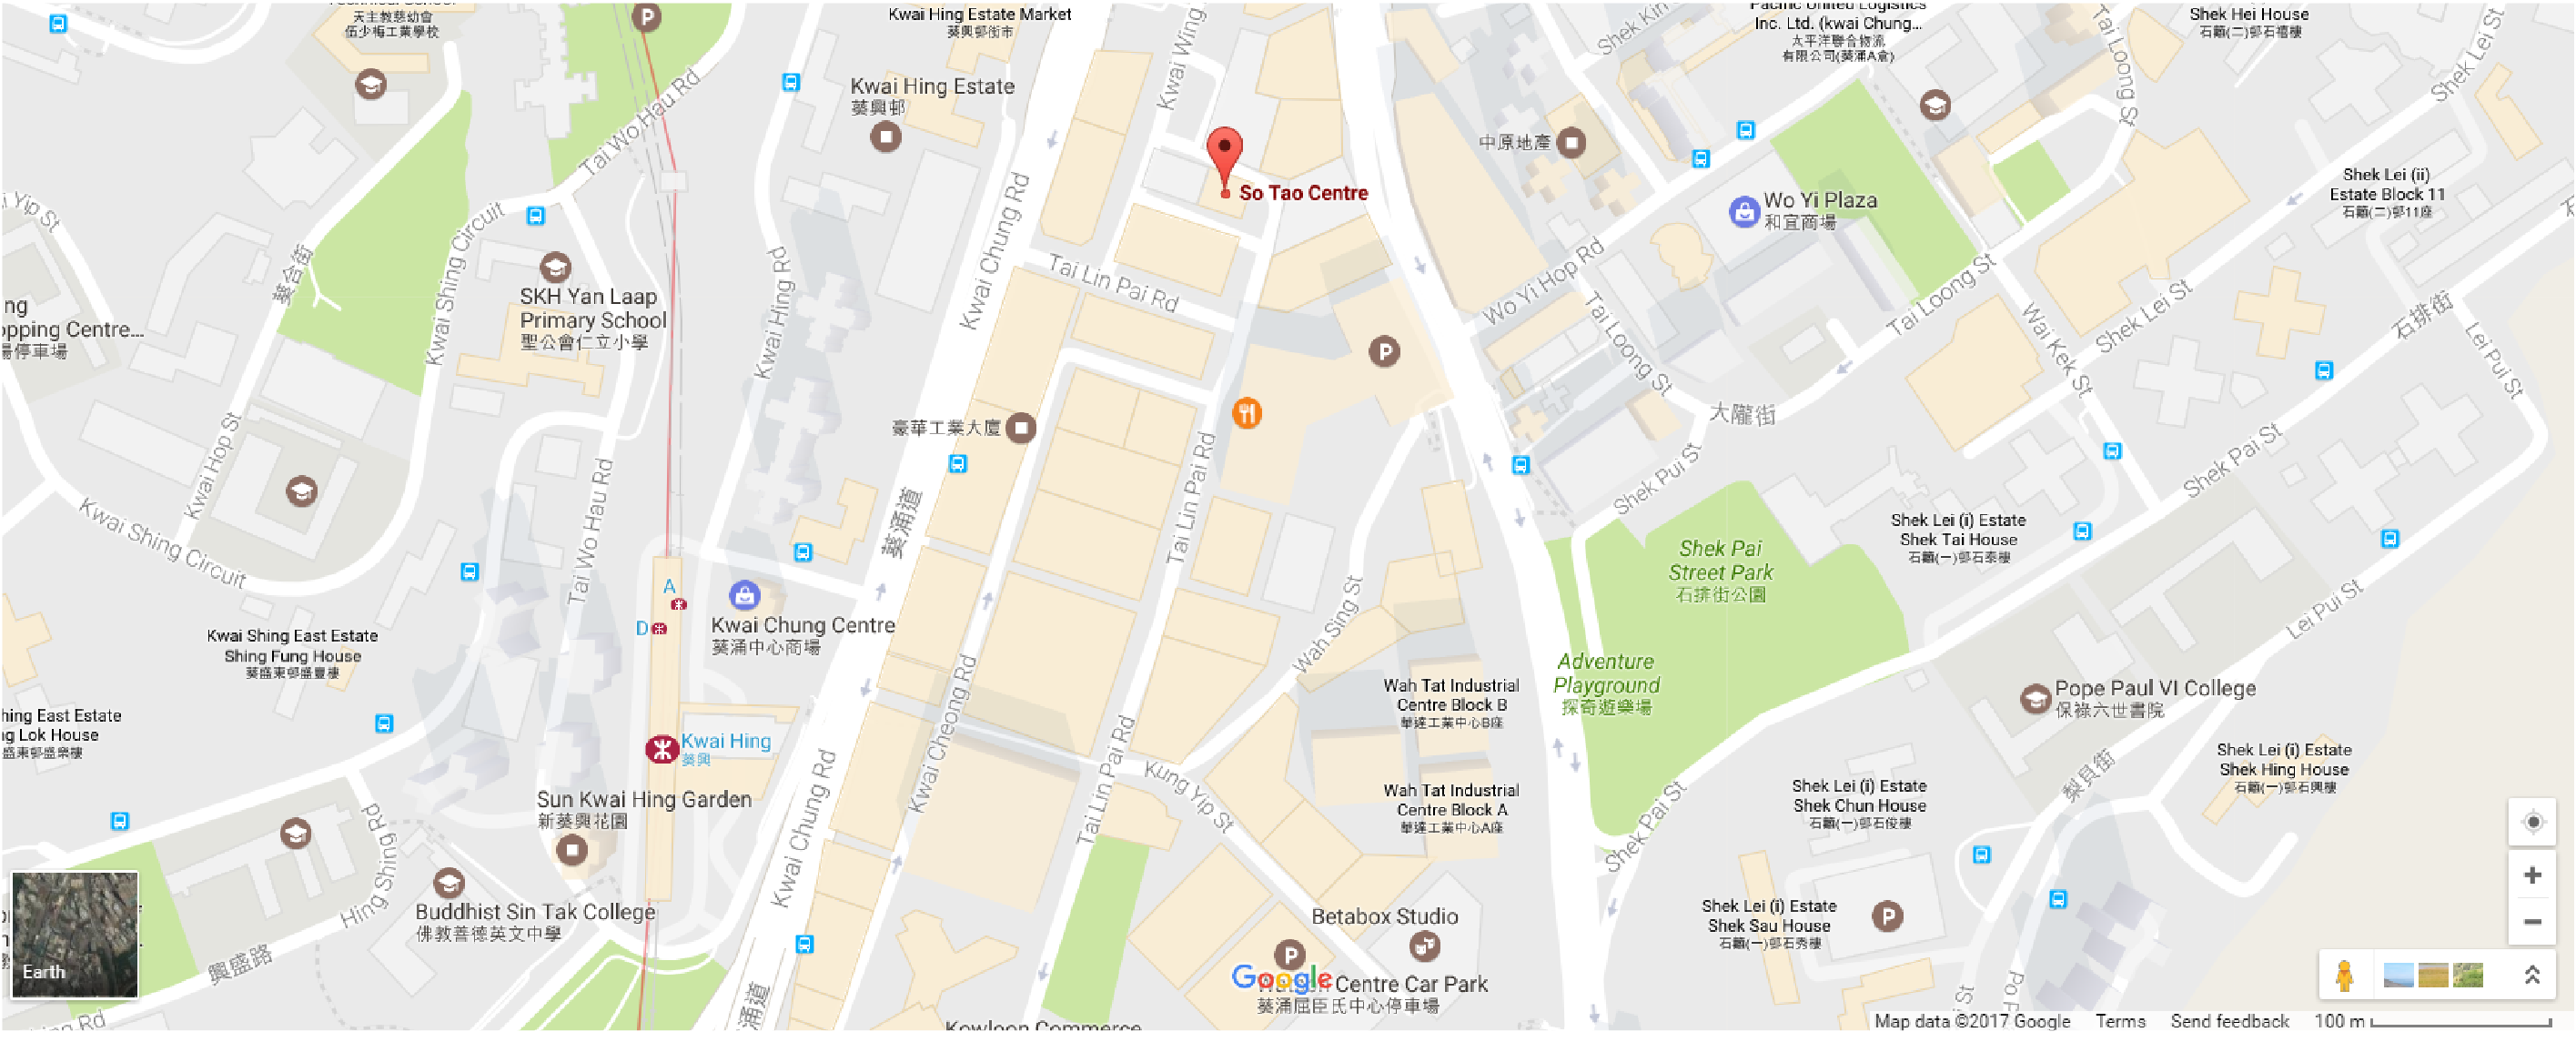 天主教慈幼會
伍少梅工業學校
Kwai Hing Estate Market
葵興邨街市
Kwai Wing
Shek Kin
Pacific United Logistics
Inc. Ltd. (kwai Chung...
太平洋聯合物流
有限公司(葵涌A倉)
Tai Loong St
Shek Hei House
石籬(二)邨石禧樓
Shek Lei St
Kwai Hing Estate
葵興邨
Tai Wo Hau Rd
中原地產
So Tao Centre
Wo Yi Plaza
和宜商場
Shek Lei (ii)
Estate Block 11
石籬(二)邨11座
Yip St
葵合街
Kwai Shing Circuit
SKH Yan Laap
Primary School
聖公會仁立小學
Kwai Hing Rd
Kwai Chung Rd
Tai Lin Pai Rd
Wo Yi Hop Rd
Tai Loong St
Tai Loong St
Wai Kek St
Shek Lei St
石排街
Lei Pui St
ng
opping Centre...
場停車場
豪華工業大廈
大隴街
Kwai Hop St
Kwai Shing Circuit
Tai Wo Hau Rd
葵涌道
Tai Lin Pai Rd
Shek Pui St
Shek Pai St
Shek Pai
Street Park
石排街公園
Shek Lei (i) Estate
Shek Tai House
石籬(一)邨石泰樓
A
D
Kwai Chung Centre
葵涌中心商場
Wah Sing St
Lei Pui St
Kwai Shing East Estate
Shing Fung House
葵盛東邨盛豐樓
Adventure
Playground
探奇遊樂場
Wah Tat Industrial
Centre Block B
華達工業中心B座
Pope Paul VI College
保祿六世書院
hing East Estate
ng Lok House
盛東邨盛樂樓
Kwai Hing
葵興
Kwai Cheong Rd
Tai Lin Pai Rd
Kung Yip St
Wah Tat Industrial
Centre Block A
華達工業中心A座
Shek Lei (i) Estate
Shek Chun House
石籬(一)邨石俊樓
梨貝街
Shek Lei (i) Estate
Shek Hing House
石籬(一)邨石興樓
Sun Kwai Hing Garden
新葵興花園
Kwai Chung Rd
Shek Pai St
Hing Shing Rd
Buddhist Sin Tak College
佛教善德英文中學
興盛路
Earth
Betabox Studio
Shek Lei (i) Estate
Shek Sau House
石籬(一)邨石秀樓
Google
Centre Car Park
葵涌屈臣氏中心停車場
涌道
Kowloon Commerce
Po F
Map data ©2017 Google Terms Send feedback 100 m